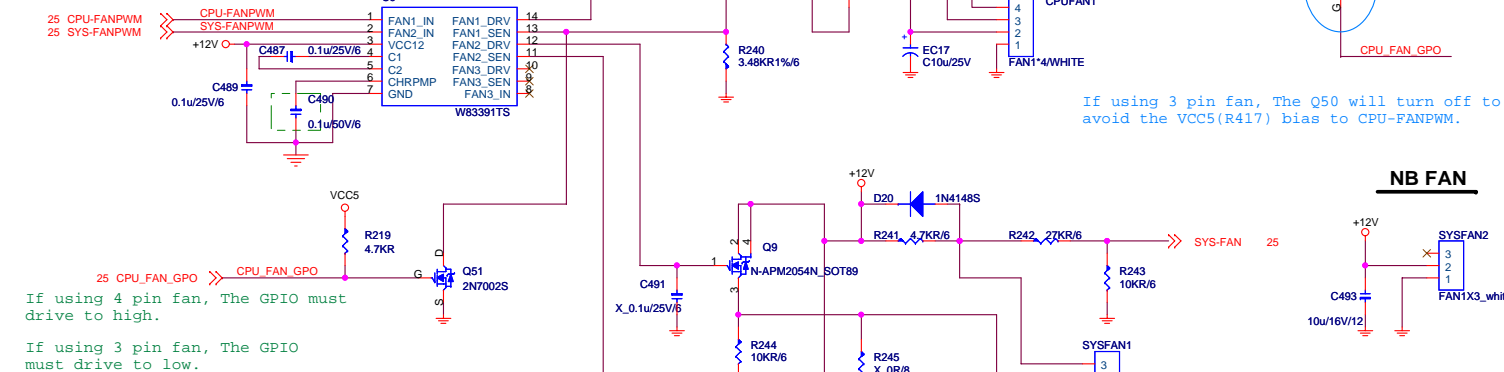 25 CPU-FANPWM
CPU-FANPWM
25 SYS-FANPWM
SYS-FANPWM
+12V
C487
0.1u/25V/6
C489
0.1u/25V/6
C490
0.1u/50V/6
1 FAN1_IN FAN1_DRV 14
2 FAN2_IN FAN1_SEN 13
3 VCC12 FAN2_DRV 12
4 C1 FAN2_SEN 11
5 C2 FAN3_DRV 10
6 CHRPMP FAN3_SEN 9
7 GND FAN3_IN 8
W83391TS
R240
3.48KR1%/6
+
EC17
C10u/25V
CPUFAN1
4
3
2
1
FAN1*4/WHITE
G
CPU_FAN_GPO
If using 3 pin fan, The Q50 will turn off to
avoid the VCC5(R417) bias to CPU-FANPWM.
VCC5
R219
4.7KR
25 CPU_FAN_GPO
CPU_FAN_GPO
D
G
S
Q51
2N7002S
If using 4 pin fan, The GPIO must
drive to high.
If using 3 pin fan, The GPIO
must drive to low.
C491
X_0.1u/25V/6
2
4
1
3
Q9
N-APM2054N_SOT89
+12V
D20
1N4148S
R241
4.7KR/6
R242
27KR/6
SYS-FAN 25
R243
10KR/6
R244
10KR/6
R245
X_0R/8
SYSFAN1
3
NB FAN
+12V
SYSFAN2
3
2
1
FAN1X3_whit
C493
10u/16V/12